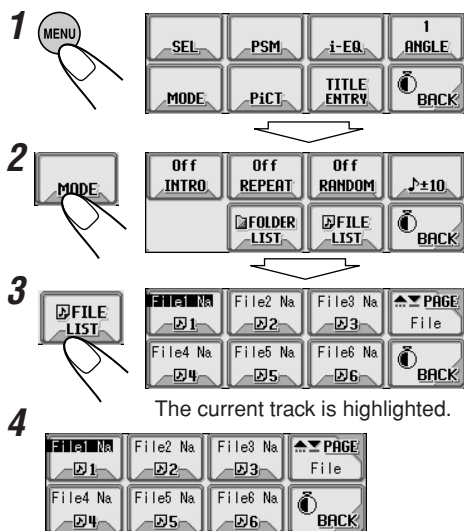 1
MENU
SEL PSM i-EQ 1 ANGLE
MODE PiCT TITLE ENTRY BACK
2
MODE
Off INTRO Off REPEAT Off RANDOM ♪±10
FOLDER LIST ♪FILE LIST BACK
3
♪FILE LIST
File1 Na ♪1 File2 Na ♪2 File3 Na ♪3 ▲▼ PAGE File
File4 Na ♪4 File5 Na ♪5 File6 Na ♪6 BACK
The current track is highlighted.
4
File1 Na ♪1 File2 Na ♪2 File3 Na ♪3 ▲▼ PAGE File
File4 Na ♪4 File5 Na ♪5 File6 Na ♪6 BACK